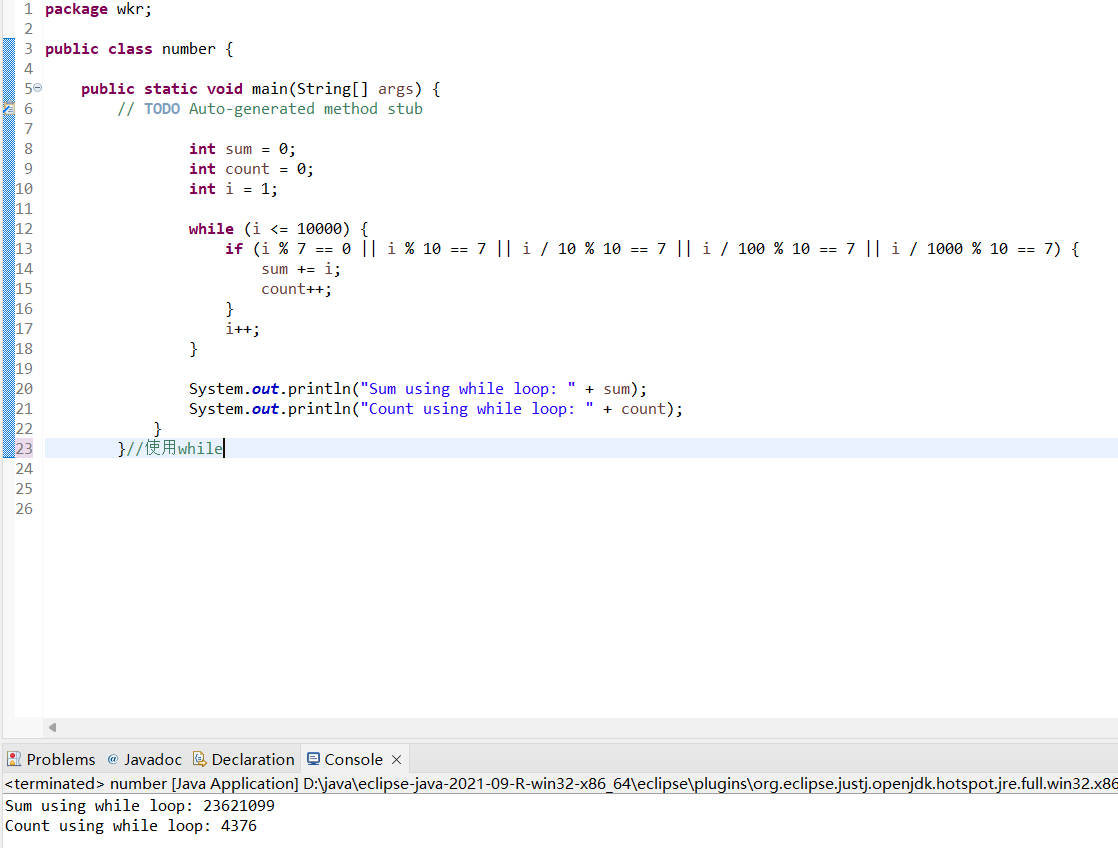 1 package wkr;
2
3 public class number {
4
5 public static void main(String[] args) {
6 // TODO Auto-generated method stub
7
8 int sum = 0;
9 int count = 0;
10 int i = 1;
11
12 while (i <= 10000) {
13 if (i % 7 == 0 || i % 10 == 7 || i / 10 % 10 == 7 || i / 100 % 10 == 7 || i / 1000 % 10 == 7) {
14 sum += i;
15 count++;
16 }
17 i++;
18 }
19
20 System.out.println("Sum using while loop: " + sum);
21 System.out.println("Count using while loop: " + count);
22 }
23 }//使用while
24
25
26
Problems @ Javadoc Declaration Console
<terminated> number [Java Application] D:\java\eclipse-java-2021-09-R-win32-x86_64\eclipse\plugins\org.eclipse.justj.openjdk.hotspot.jre.full.win32.x86
Sum using while loop: 23621099
Count using while loop: 4376